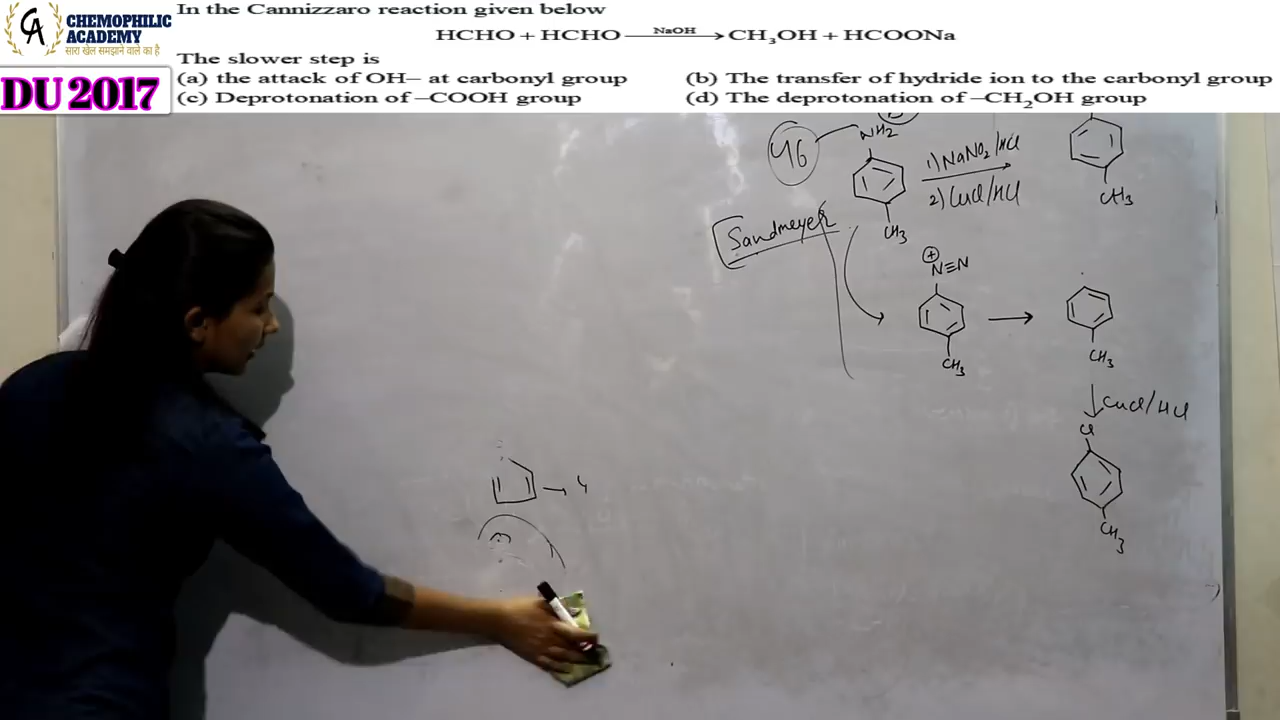 CA CHEMOPHILIC ACADEMY
सारा खेल समझाने वाले का है
DU 2017
In the Cannizzaro reaction given below
HCHO + HCHO —NaOH→ CH₃OH + HCOONa
The slower step is
(a) the attack of OH– at carbonyl group
(b) The transfer of hydride ion to the carbonyl group
(c) Deprotonation of –COOH group
(d) The deprotonation of –CH₂OH group
46
NH2
CH3
1) NaNO2/HCl
2) CuCl/HCl
CH3
Sandmeyer
⊕
N≡N
CH3
CH3
CuCl/HCl
Cl
CH3